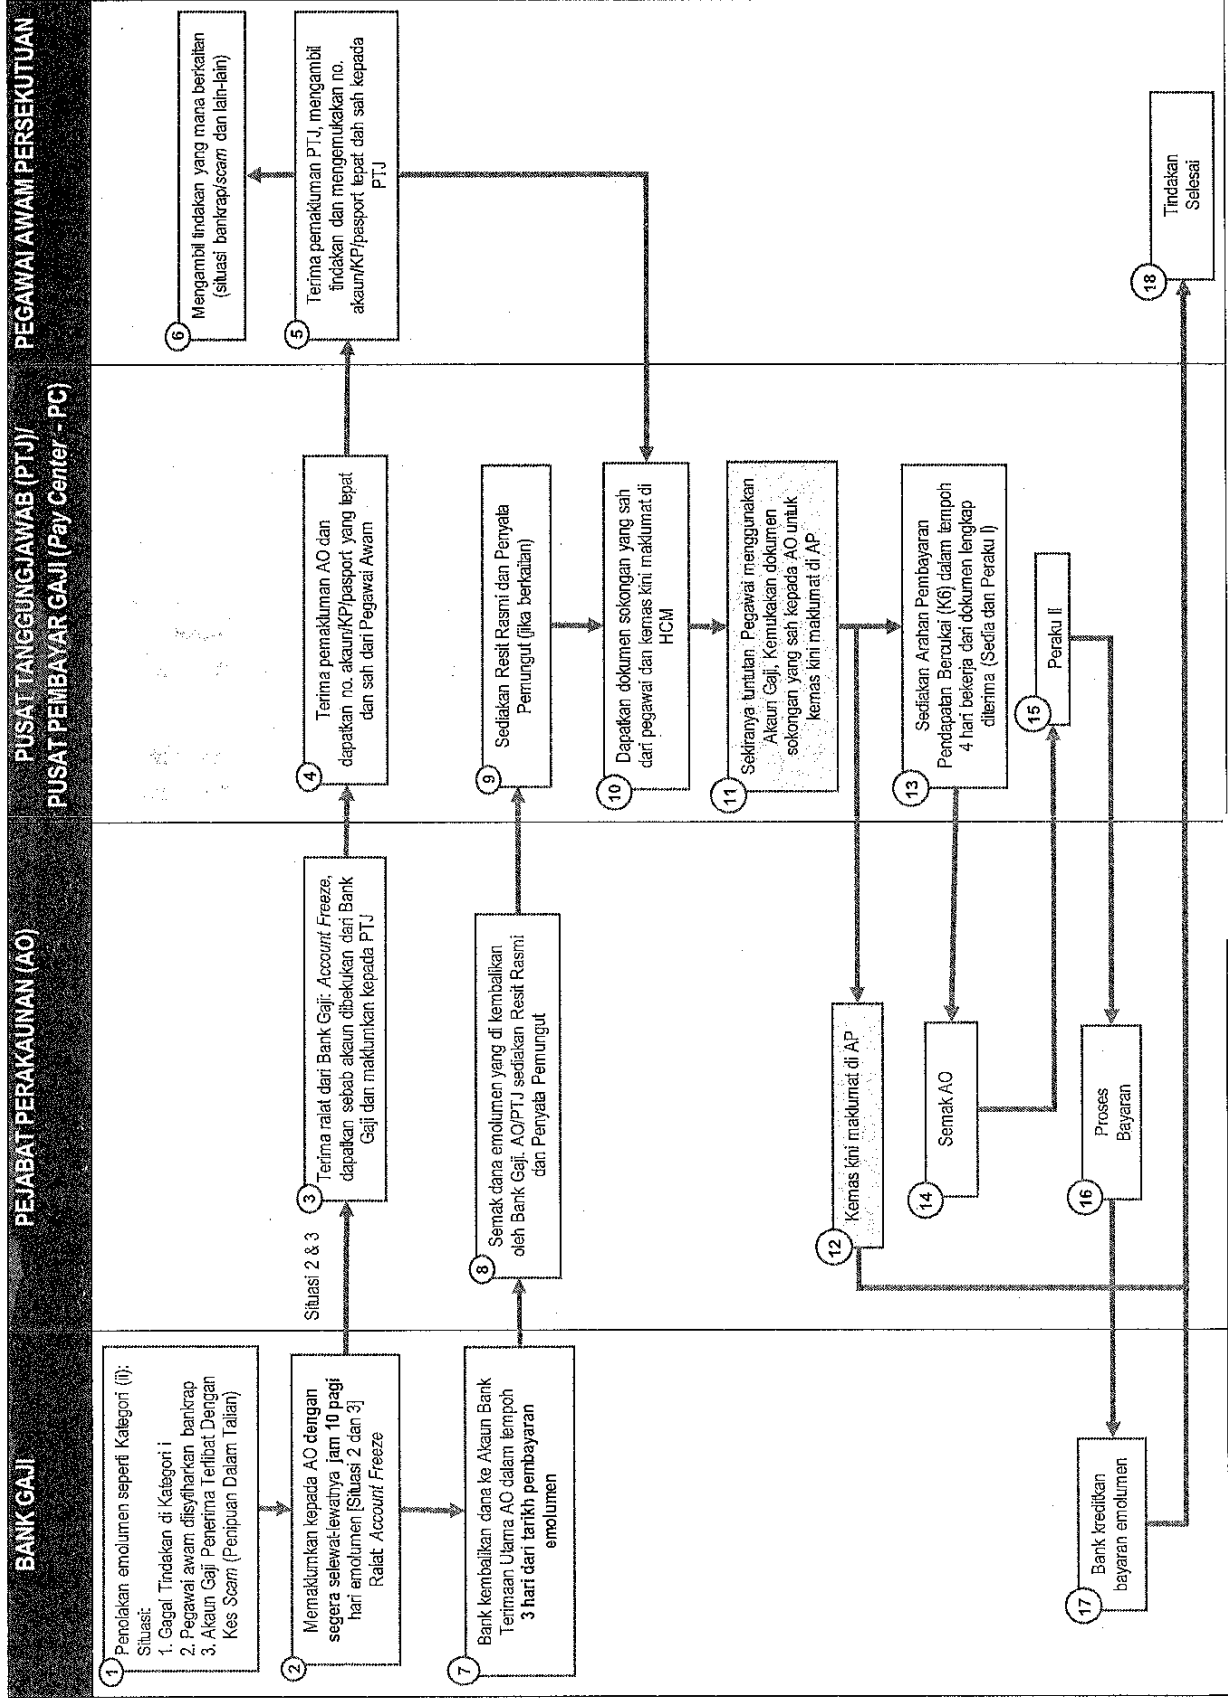 BANK GAJI
PEJABAT PERAKAUNAN (AO)
PUSAT TANGGUNGJAWAB (PTJ)/
PUSAT PEMBAYAR GAJI (Pay Center - PC)
PEGAWAI AWAM PERSEKUTUAN
1
Penolakan emolumen seperti Kategori (ii):
Situasi:
1. Gagal Tindakan di Kategori i
2. Pegawai awam diisytiharkan bankrap
3. Akaun Gaji Penerima Terlibat Dengan
Kes Scam (Penipuan Dalam Talian)
2
Memaklumkan kepada AO dengan
segera selewat-lewatnya jam 10 pagi
hari emolumen [Situasi 2 dan 3]
Ralat: Account Freeze
Situasi 2 & 3
3
Terima ralat dari Bank Gaji: Account Freeze,
dapatkan sebab akaun dibekukan dari Bank
Gaji dan maklumkan kepada PTJ
4
Terima pemakluman AO dan
dapatkan no. akaun/KP/pasport yang tepat
dan sah dari Pegawai Awam
5
Terima pemakluman PTJ, mengambil
tindakan dan mengemukakan no.
akaun/KP/pasport tepat dah sah kepada
PTJ
6
Mengambil tindakan yang mana berkaitan
(situasi bankrap/scam dan lain-lain)
7
Bank kembalikan dana ke Akaun Bank
Terimaan Utama AO dalam tempoh
3 hari dari tarikh pembayaran
emolumen
8
Semak dana emolumen yang di kembalikan
oleh Bank Gaji. AO/PTJ sediakan Resit Rasmi
dan Penyata Pemungut
9
Sediakan Resit Rasmi dan Penyata
Pemungut (jika berkaitan)
10
Dapatkan dokumen sokongan yang sah
dari pegawai dan kemas kini maklumat di
HCM
11
Sekiranya tuntutan Pegawai menggunakan
Akaun Gaji, Kemukakan dokumen
sokongan yang sah kepada AO untuk
kemas kini maklumat di AP
12
Kemas kini maklumat di AP
13
Sediakan Arahan Pembayaran
Pendapatan Bercukai (K6) dalam tempoh
4 hari bekerja dari dokumen lengkap
diterima (Sedia dan Peraku I)
14
Semak AO
15
Peraku II
16
Proses
Bayaran
17
Bank kreditkan
bayaran emolumen
18
Tindakan
Selesai